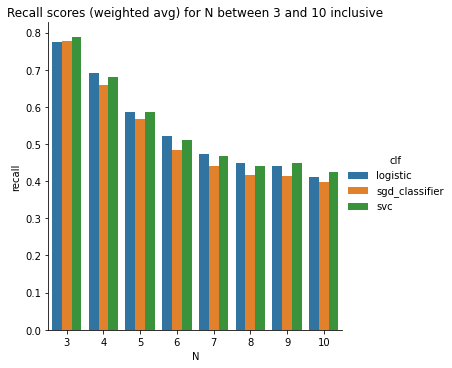 Recall scores (weighted avg) for N between 3 and 10 inclusive
0.8
0.7
0.6
0.5
0.4
0.3
0.2
0.1
0.0
recall
3 4 5 6 7 8 9 10
N
clf
logistic
sgd_classifier
svc